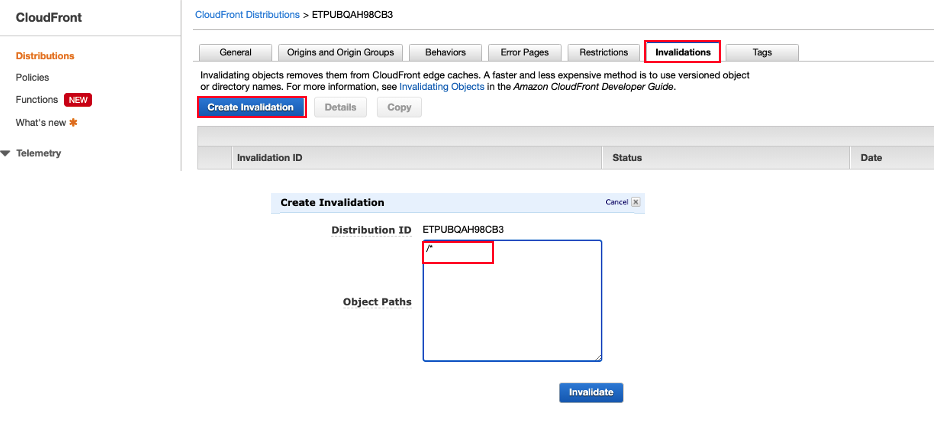 CloudFront
Distributions
Policies
Functions NEW
What's new
Telemetry
CloudFront Distributions > ETPUBQAH98CB3
General Origins and Origin Groups Behaviors Error Pages Restrictions Invalidations Tags
Invalidating objects removes them from CloudFront edge caches. A faster and less expensive method is to use versioned object
or directory names. For more information, see Invalidating Objects in the Amazon CloudFront Developer Guide.
Create Invalidation Details Copy
Invalidation ID Status Date
Create Invalidation Cancel x
Distribution ID ETPUBQAH98CB3
/*
Object Paths
Invalidate